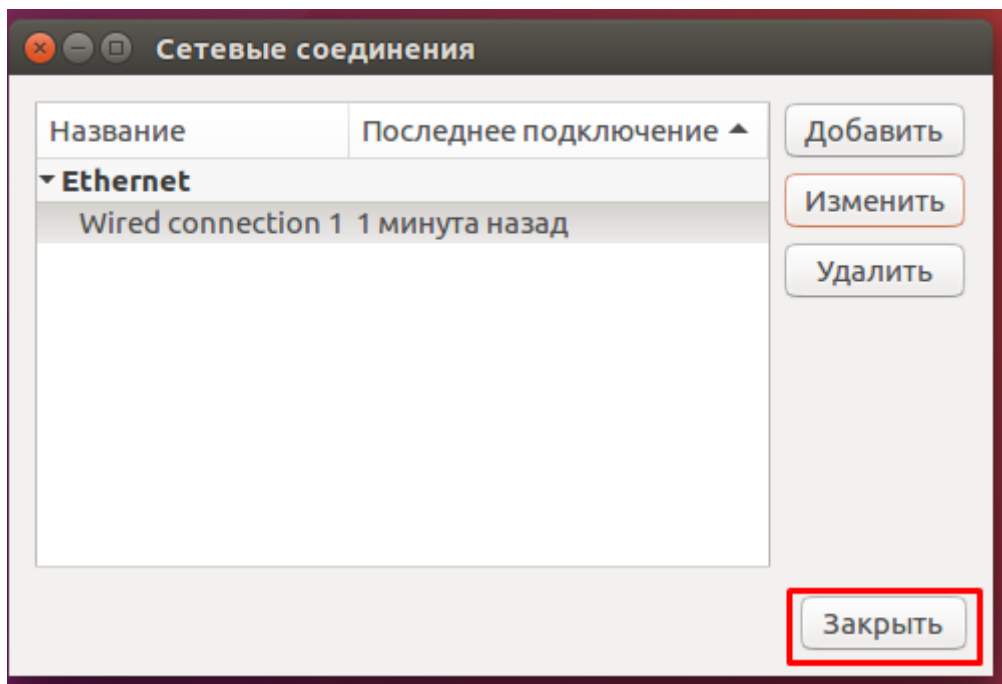 Сетевые соединения
Название Последнее подключение
Добавить
Ethernet
Изменить
Wired connection 1 1 минута назад
Удалить
Закрыть